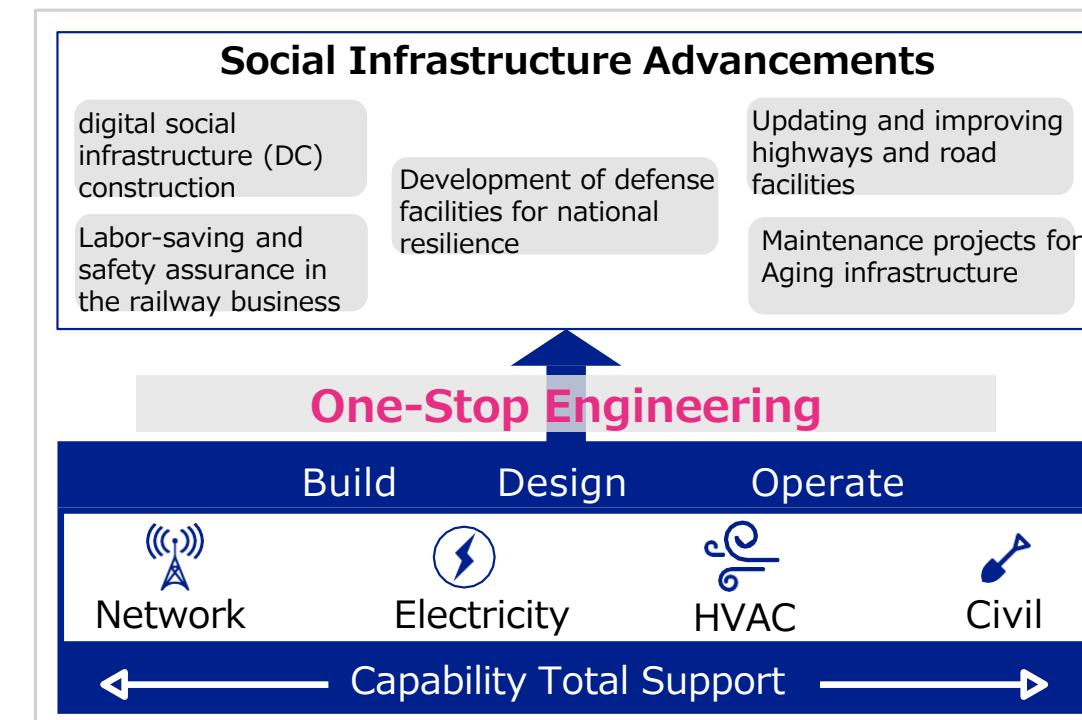 Social Infrastructure Advancements
digital social
infrastructure (DC)
construction
Labor-saving and
safety assurance in
the railway business
Development of defense
facilities for national
resilience
Updating and improving
highways and road
facilities
Maintenance projects for
Aging infrastructure
One-Stop Engineering
Build Design Operate
Network Electricity HVAC Civil
Capability Total Support